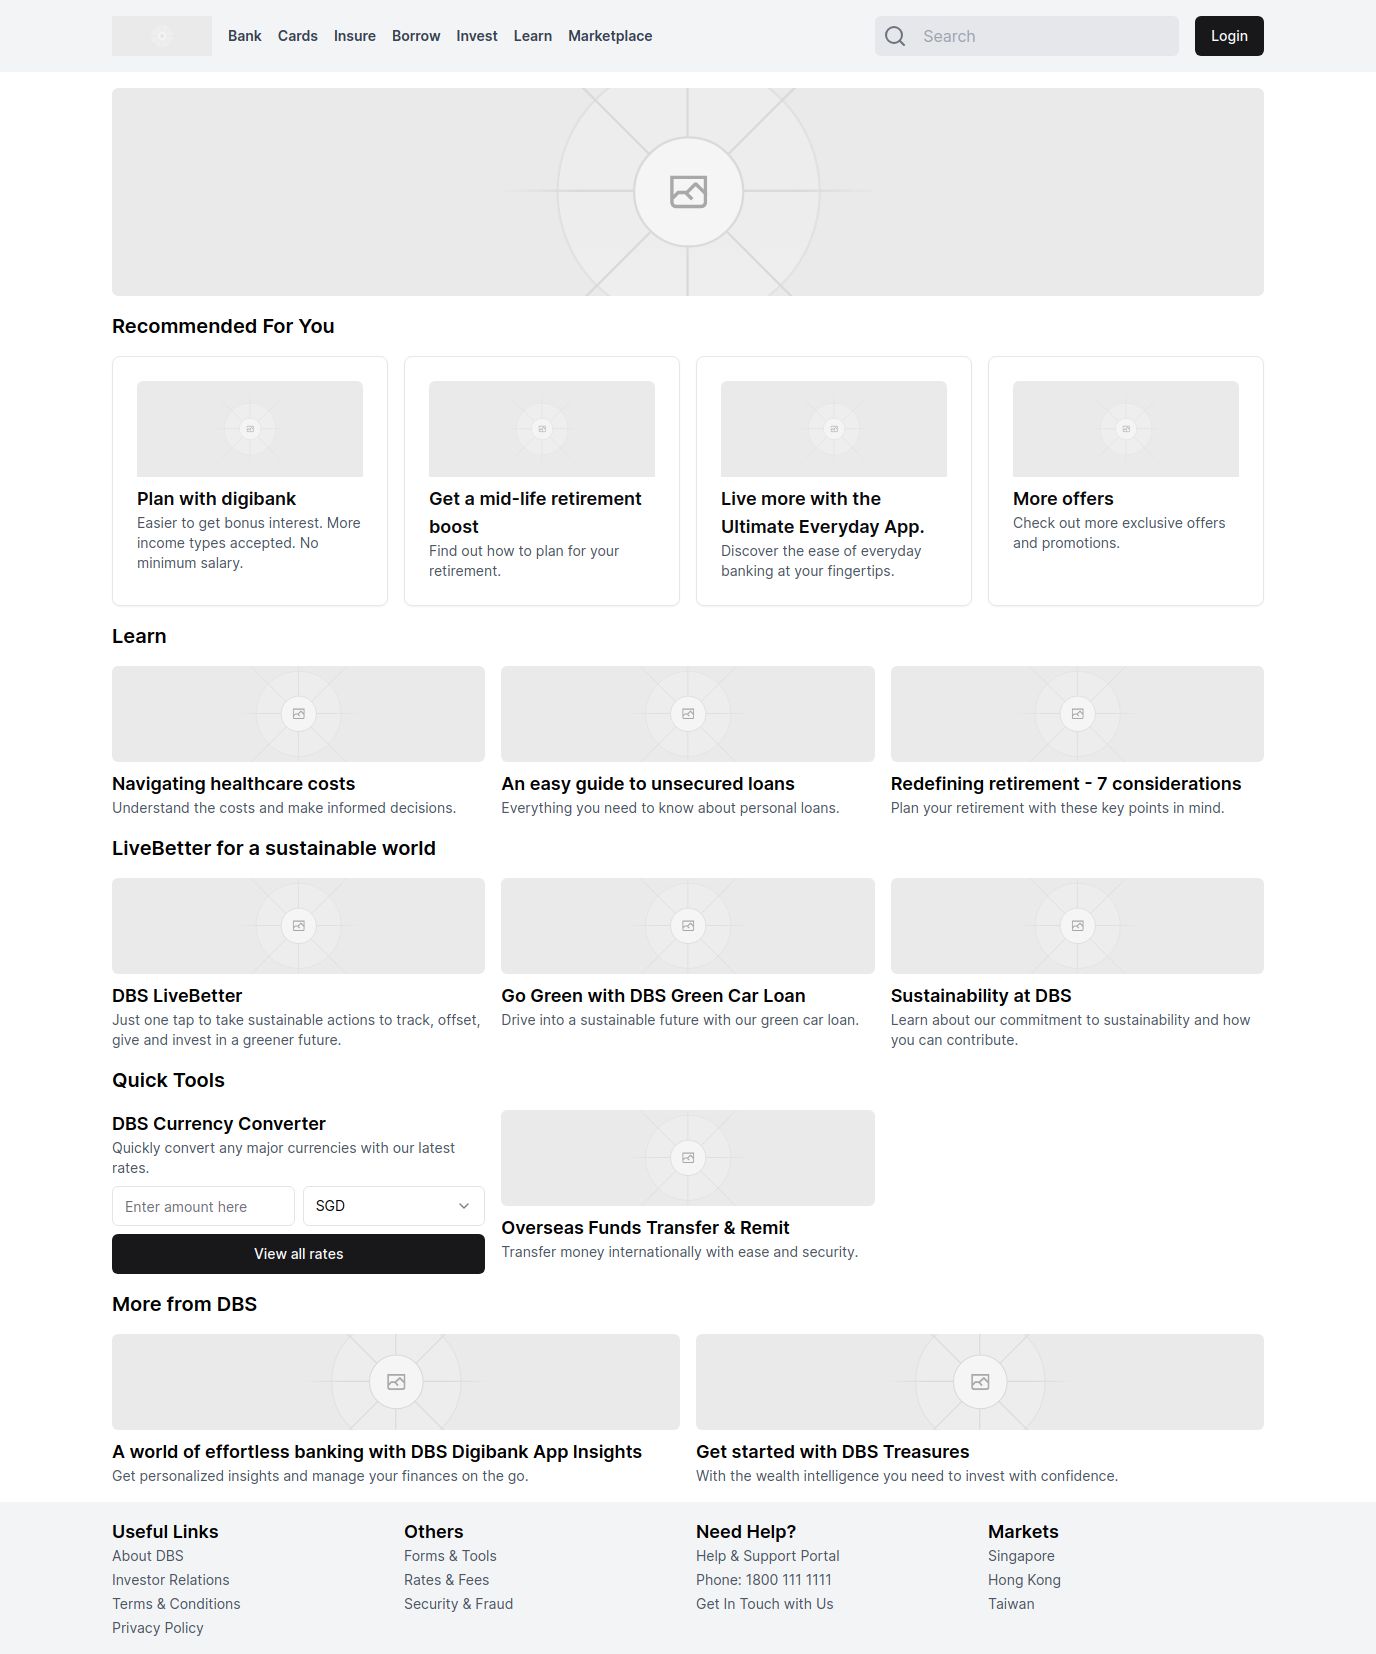 Bank Cards Insure Borrow Invest Learn Marketplace Search Login
Recommended For You
Plan with digibank
Easier to get bonus interest. More
income types accepted. No
minimum salary.
Get a mid-life retirement
boost
Find out how to plan for your
retirement.
Live more with the
Ultimate Everyday App.
Discover the ease of everyday
banking at your fingertips.
More offers
Check out more exclusive offers
and promotions.
Learn
Navigating healthcare costs
Understand the costs and make informed decisions.
An easy guide to unsecured loans
Everything you need to know about personal loans.
Redefining retirement - 7 considerations
Plan your retirement with these key points in mind.
LiveBetter for a sustainable world
DBS LiveBetter
Just one tap to take sustainable actions to track, offset,
give and invest in a greener future.
Go Green with DBS Green Car Loan
Drive into a sustainable future with our green car loan.
Sustainability at DBS
Learn about our commitment to sustainability and how
you can contribute.
Quick Tools
DBS Currency Converter
Quickly convert any major currencies with our latest
rates.
Enter amount here SGD
View all rates
Overseas Funds Transfer & Remit
Transfer money internationally with ease and security.
More from DBS
A world of effortless banking with DBS Digibank App Insights
Get personalized insights and manage your finances on the go.
Get started with DBS Treasures
With the wealth intelligence you need to invest with confidence.
Useful Links
About DBS
Investor Relations
Terms & Conditions
Privacy Policy
Others
Forms & Tools
Rates & Fees
Security & Fraud
Need Help?
Help & Support Portal
Phone: 1800 111 1111
Get In Touch with Us
Markets
Singapore
Hong Kong
Taiwan